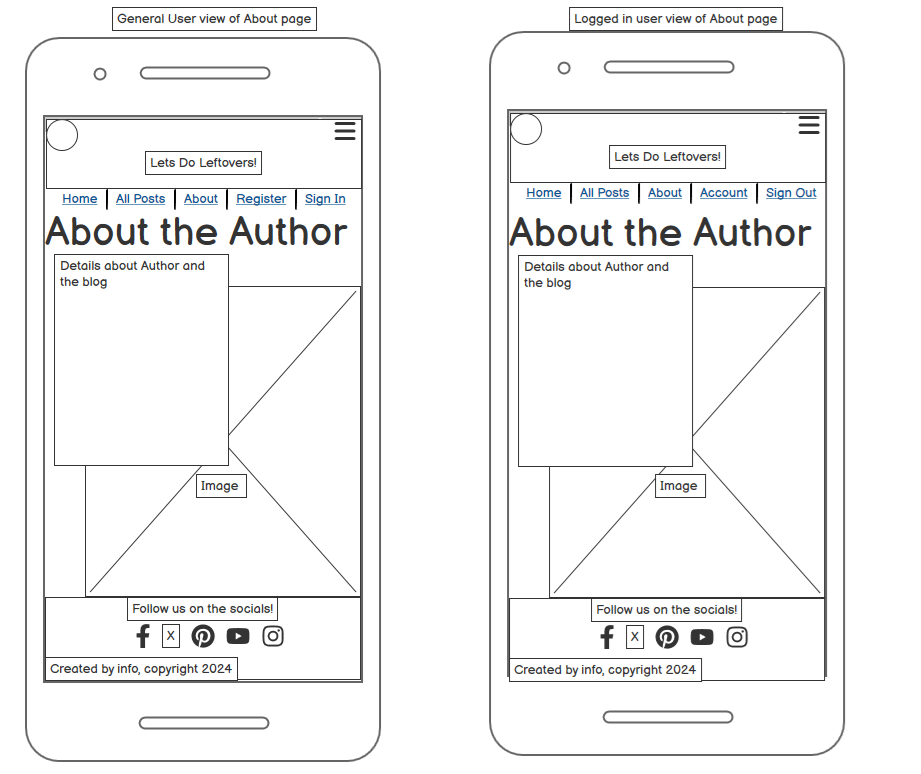 General User view of About page
Lets Do Leftovers!
Home All Posts About Register Sign In
About the Author
Details about Author and
the blog
Image
Follow us on the socials!
X
Created by info, copyright 2024
Logged in user view of About page
Lets Do Leftovers!
Home All Posts About Account Sign Out
About the Author
Details about Author and
the blog
Image
Follow us on the socials!
X
Created by info, copyright 2024